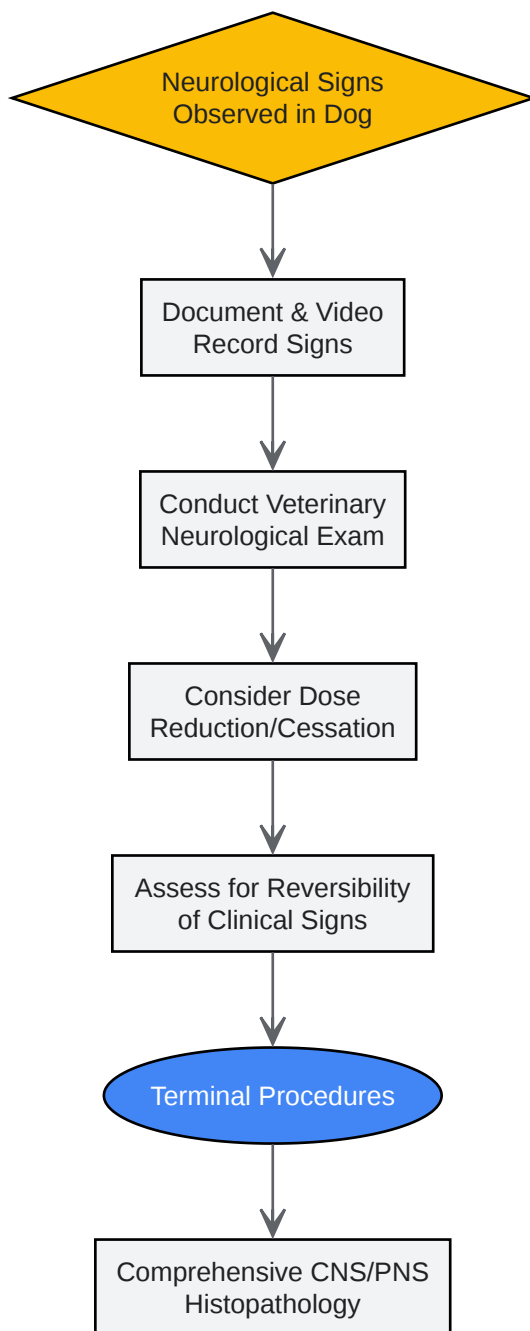 Neurological Signs
Observed in Dog
Document & Video
Record Signs
Conduct Veterinary
Neurological Exam
Consider Dose
Reduction/Cessation
Assess for Reversibility
of Clinical Signs
Terminal Procedures
Comprehensive CNS/PNS
Histopathology